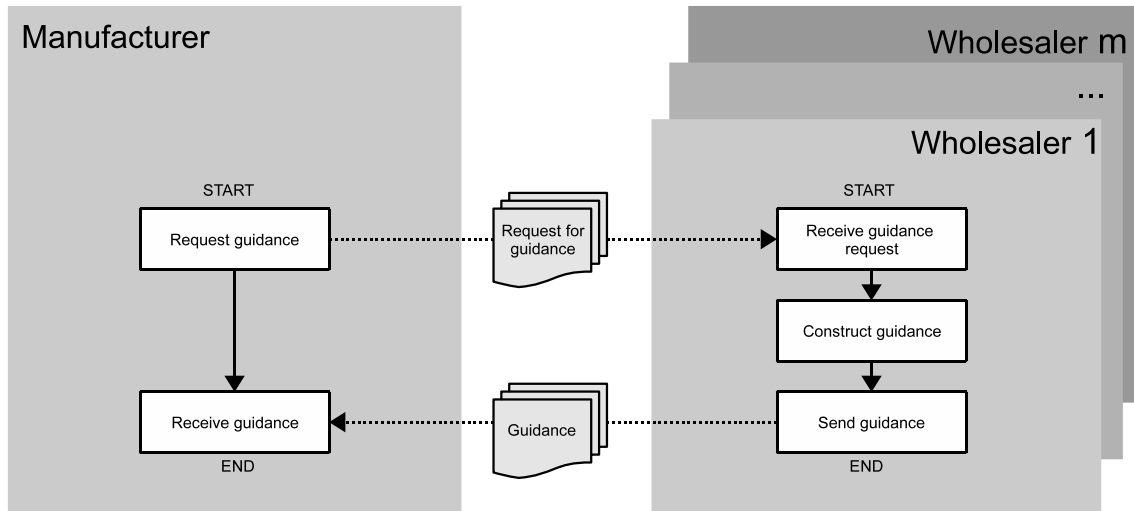 Manufacturer
Wholesaler m
...
Wholesaler 1
START
START
Request guidance
Request for
guidance
Receive guidance
request
Construct guidance
Receive guidance
Guidance
Send guidance
END
END